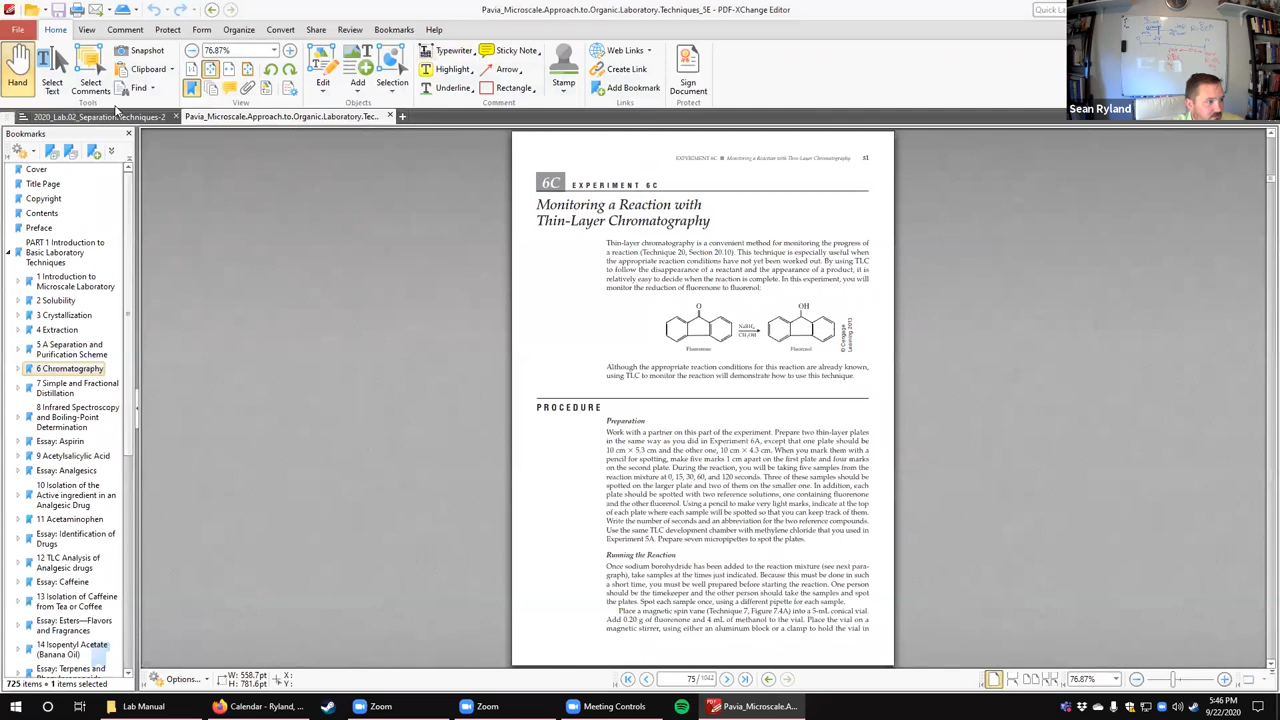 Pavia_Microscale.Approach.to.Organic.Laboratory.Techniques_5E - PDF-XChange Editor
Quick La
File
Home
View
Comment
Protect
Form
Organize
Convert
Share
Review
Bookmarks
Help
Hand
Select
Text
Select
Comments
Snapshot
Clipboard
Find
Tools
76.87%
View
Edit
Add
Selection
Objects
Typewriter
Highlight
Underline
Sticky Note
Arrow
Rectangle
Stamp
Comment
Web Links
Create Link
Add Bookmark
Links
Sign
Document
Protect
Sean Ryland
2020_Lab.02_Separation.Techniques-2
Pavia_Microscale.Approach.to.Organic.Laboratory.Tec...
Bookmarks
Cover
Title Page
Copyright
Contents
Preface
PART 1 Introduction to
Basic Laboratory
Techniques
1 Introduction to
Microscale Laboratory
2 Solubility
3 Crystallization
4 Extraction
5 A Separation and
Purification Scheme
6 Chromatography
7 Simple and Fractional
Distillation
8 Infrared Spectroscopy
and Boiling-Point
Determination
Essay: Aspirin
9 Acetylsalicylic Acid
Essay: Analgesics
10 Isolation of the
Active ingredient in an
Analgesic Drug
11 Acetaminophen
Essay: Identification of
Drugs
12 TLC Analysis of
Analgesic drugs
Essay: Caffeine
13 Isolation of Caffeine
from Tea or Coffee
Essay: Esters—Flavors
and Fragrances
14 Isopentyl Acetate
(Banana Oil)
Essay: Terpenes and
725 items • 1 items selected
EXPERIMENT 6C ■ Monitoring a Reaction with Thin-Layer Chromatography 51
6C EXPERIMENT 6C
Monitoring a Reaction with
Thin-Layer Chromatography
Thin-layer chromatography is a convenient method for monitoring the progress of
a reaction (Technique 20, Section 20.10). This technique is especially useful when
the appropriate reaction conditions have not yet been worked out. By using TLC
to follow the disappearance of a reactant and the appearance of a product, it is
relatively easy to decide when the reaction is complete. In this experiment, you will
monitor the reduction of fluorenone to fluorenol:
O
OH
NaBH4
CH3OH
Fluorenone
Fluorenol
© Cengage
Learning 2013
Although the appropriate reaction conditions for this reaction are already known,
using TLC to monitor the reaction will demonstrate how to use this technique.
PROCEDURE
Preparation
Work with a partner on this part of the experiment. Prepare two thin-layer plates
in the same way as you did in Experiment 6A, except that one plate should be
10 cm × 5.3 cm and the other one, 10 cm × 4.3 cm. When you mark them with a
pencil for spotting, make five marks 1 cm apart on the first plate and four marks
on the second plate. During the reaction, you will be taking five samples from the
reaction mixture at 0, 15, 30, 60, and 120 seconds. Three of these samples should be
spotted on the larger plate and two of them on the smaller one. In addition, each
plate should be spotted with two reference solutions, one containing fluorenone
and the other fluorenol. Using a pencil to make very light marks, indicate at the top
of each plate where each sample will be spotted so that you can keep track of them.
Write the number of seconds and an abbreviation for the two reference compounds.
Use the same TLC development chamber with methylene chloride that you used in
Experiment 5A. Prepare seven micropipettes to spot the plates.
Running the Reaction
Once sodium borohydride has been added to the reaction mixture (see next para-
graph), take samples at the times just indicated. Because this must be done in such
a short time, you must be well prepared before starting the reaction. One person
should be the timekeeper and the other person should take the samples and spot
the plates. Spot each sample once, using a different pipette for each sample.
Place a magnetic spin vane (Technique 7, Figure 7.4A) into a 5-mL conical vial.
Add 0.20 g of fluorenone and 4 mL of methanol to the vial. Place the vial on a
magnetic stirrer, using either an aluminum block or a clamp to hold the vial in
Options...
W: 558.7pt
H: 781.6pt
X:
Y:
75 / 1042
76.87%
Lab Manual
Calendar - Ryland, ...
Zoom
Zoom
Meeting Controls
Pavia_Microscale.A...
5:46 PM
9/22/2020